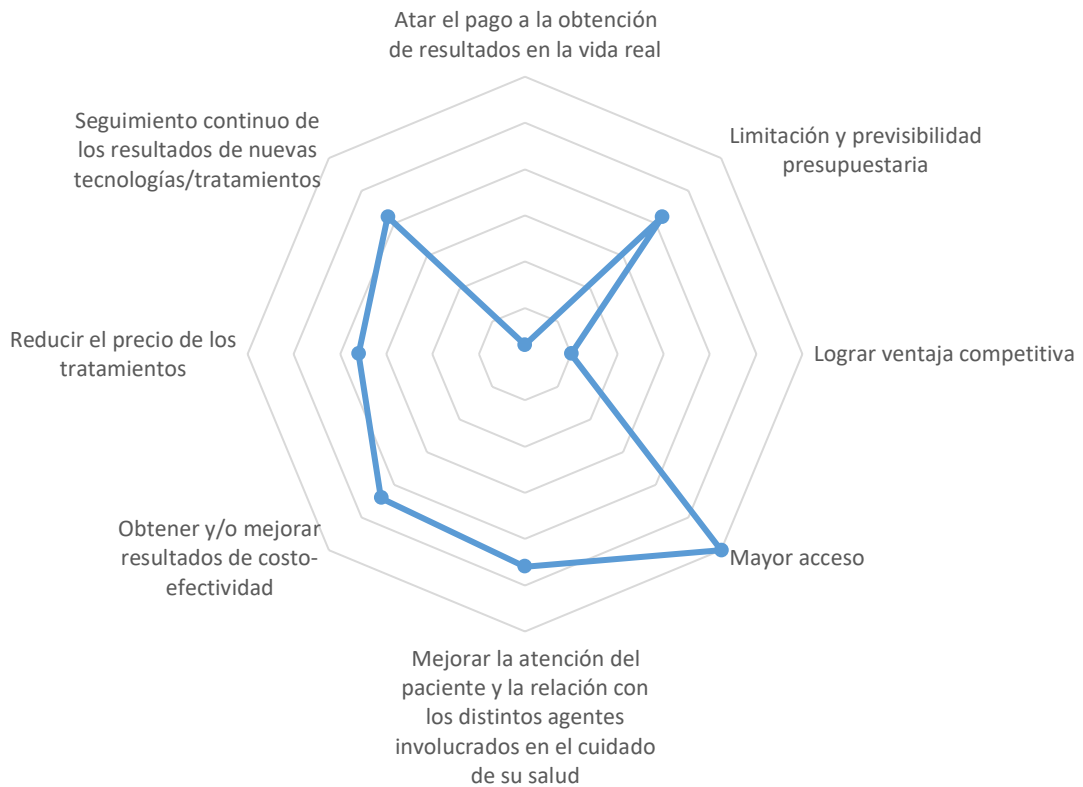 Atar el pago a la obtención
de resultados en la vida real
Limitación y previsibilidad
presupuestaria
Lograr ventaja competitiva
Mayor acceso
Mejorar la atención del
paciente y la relación con
los distintos agentes
involucrados en el cuidado
de su salud
Obtener y/o mejorar
resultados de costo-
efectividad
Reducir el precio de los
tratamientos
Seguimiento continuo de
los resultados de nuevas
tecnologías/tratamientos